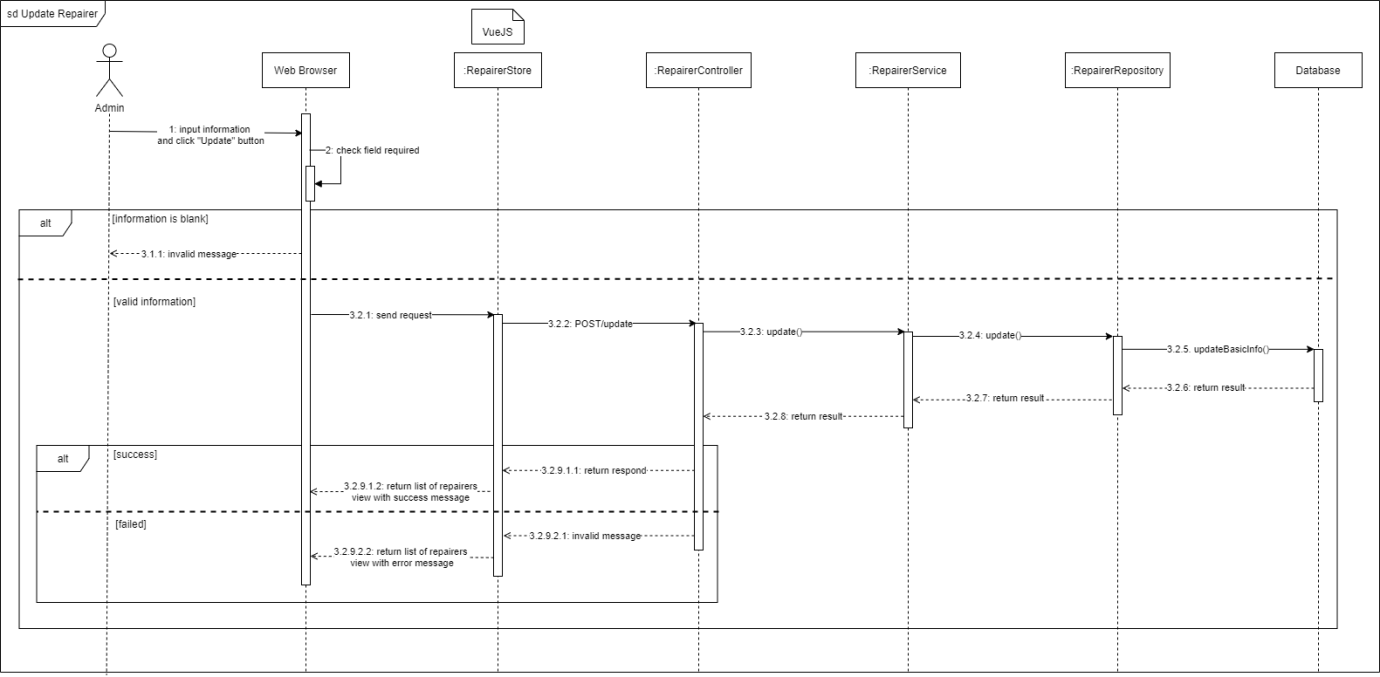 sd Update Repairer
VueJS
Admin
Web Browser
:RepairerStore
:RepairerController
:RepairerService
:RepairerRepository
Database
1: input information
and click "Update" button
2: check field required
alt
[information is blank]
3.1.1: invalid message
[valid information]
3.2.1: send request
3.2.2: POST/update
3.2.3: update()
3.2.4: update()
3.2.5. updateBasicInfo()
3.2.6: return result
3.2.7: return result
3.2.8: return result
alt
[success]
3.2.9.1.1: return respond
3.2.9.1.2: return list of repairers
view with success message
[failed]
3.2.9.2.1: invalid message
3.2.9.2.2: return list of repairers
view with error message